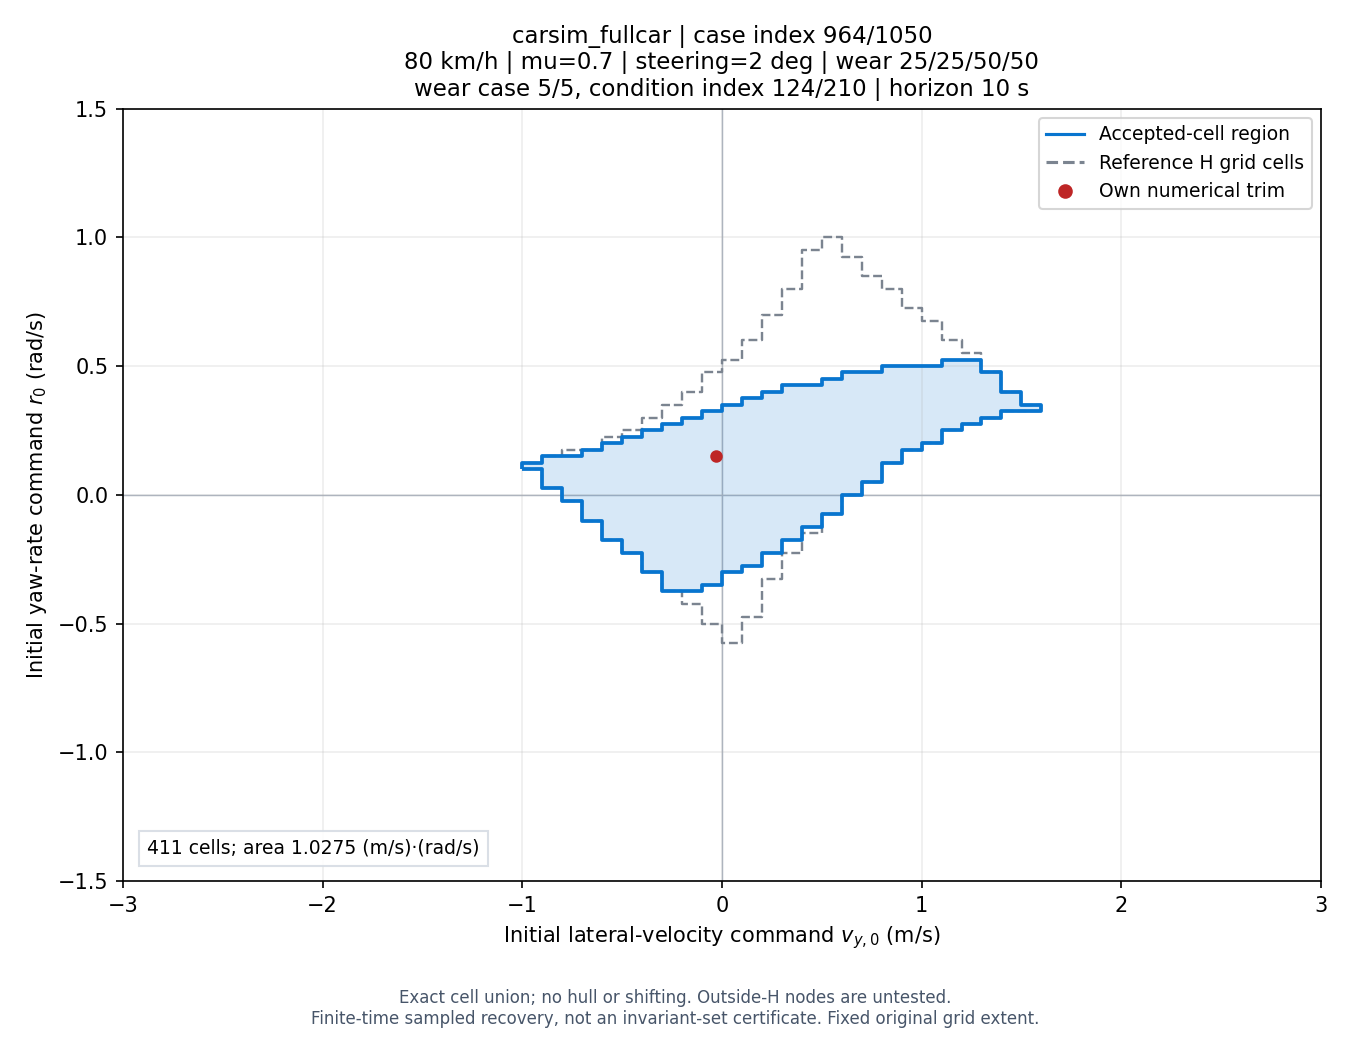 carsim_fullcar | case index 964/1050
80 km/h | mu=0.7 | steering=2 deg | wear 25/25/50/50
wear case 5/5, condition index 124/210 | horizon 10 s
Accepted-cell region
Reference H grid cells
Own numerical trim
1.5
1.0
0.5
0.0
−0.5
−1.0
−1.5
Initial yaw-rate command r0 (rad/s)
411 cells; area 1.0275 (m/s)·(rad/s)
−3
−2
−1
0
1
2
3
Initial lateral-velocity command vy,0 (m/s)
Exact cell union; no hull or shifting. Outside-H nodes are untested.
Finite-time sampled recovery, not an invariant-set certificate. Fixed original grid extent.